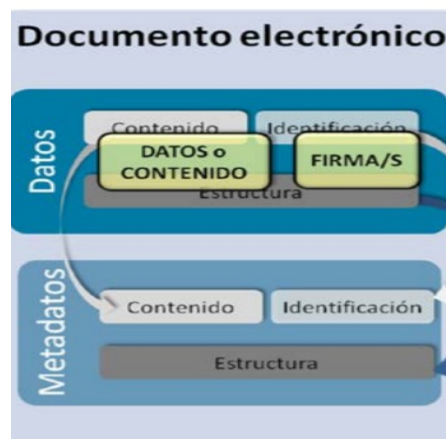 Documento electrónico
Datos
Contenido
Identificación
DATOS o
CONTENIDO
FIRMA/S
Estructura
Metadatos
Contenido
Identificación
Estructura